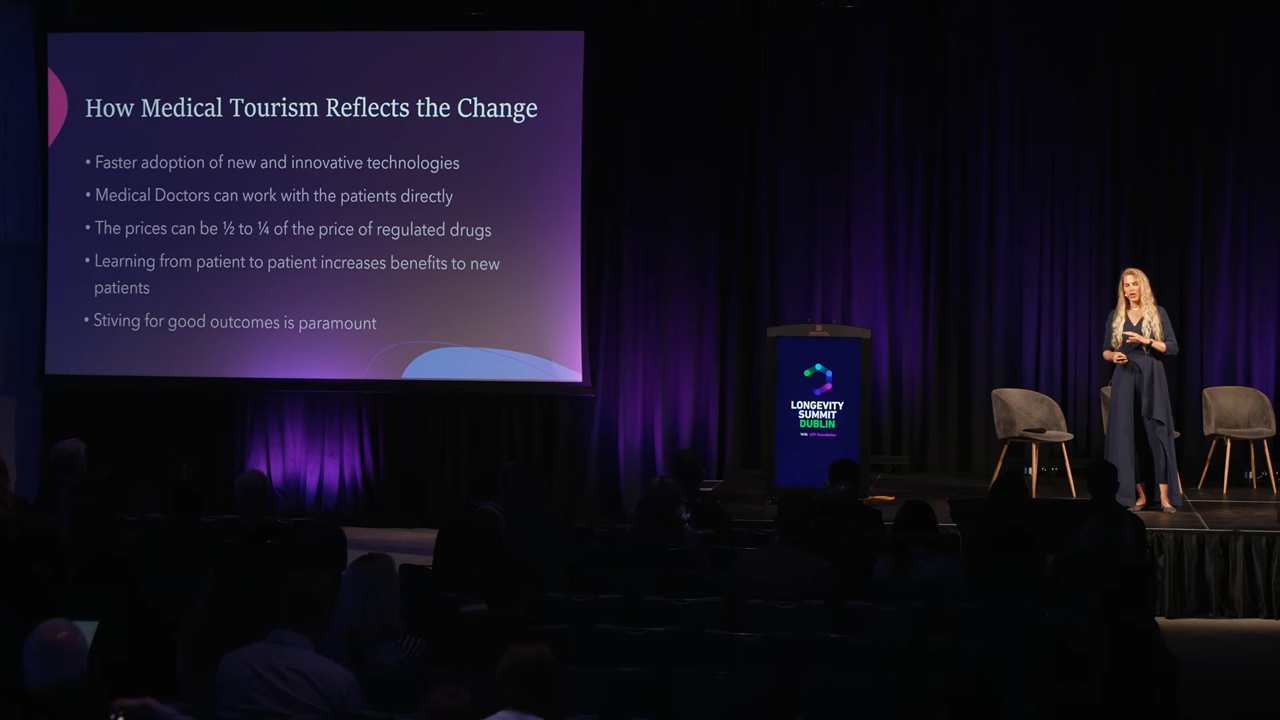 How Medical Tourism Reflects the Change
• Faster adoption of new and innovative technologies
• Medical Doctors can work with the patients directly
• The prices can be ½ to ¼ of the price of regulated drugs
• Learning from patient to patient increases benefits to new
patients
• Stiving for good outcomes is paramount
LONGEVITY
SUMMIT
DUBLIN
With